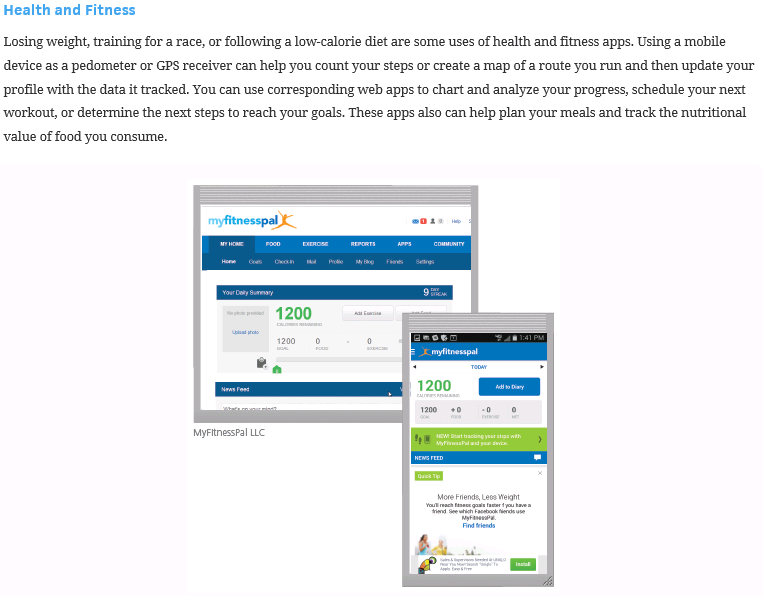 Health and Fitness
Losing weight, training for a race, or following a low-calorie diet are some uses of health and fitness apps. Using a mobile
device as a pedometer or GPS receiver can help you count your steps or create a map of a route you run and then update your
profile with the data it tracked. You can use corresponding web apps to chart and analyze your progress, schedule your next
workout, or determine the next steps to reach your goals. These apps also can help plan your meals and track the nutritional
value of food you consume.
myfitnesspal
Help
MY HOME FOOD EXERCISE REPORTS APPS COMMUNITY
Home Goals Check-In Mail Profile My Blog Friends Settings
Your Daily Summary 9 DAY STREAK
No photo provided
Upload photo
1200
CALORIES REMAINING
Add Exercise
1200 0 - 0
GOAL FOOD EXERCISE
News Feed
What's on your mind?
MyFitnessPal LLC
1:41 PM
myfitnesspal
TODAY
1200
CALORIES REMAINING
Add to Diary
1200 + 0 - 0 0
GOAL FOOD EXERCISE NET
NEW! Start tracking your steps with
MyFitnessPal and your device.
NEWS FEED
Quick Tip
More Friends, Less Weight
You'll reach fitness goals faster if you have a
friend. See which Facebook friends use
MyFitnessPal.
Find friends
Install